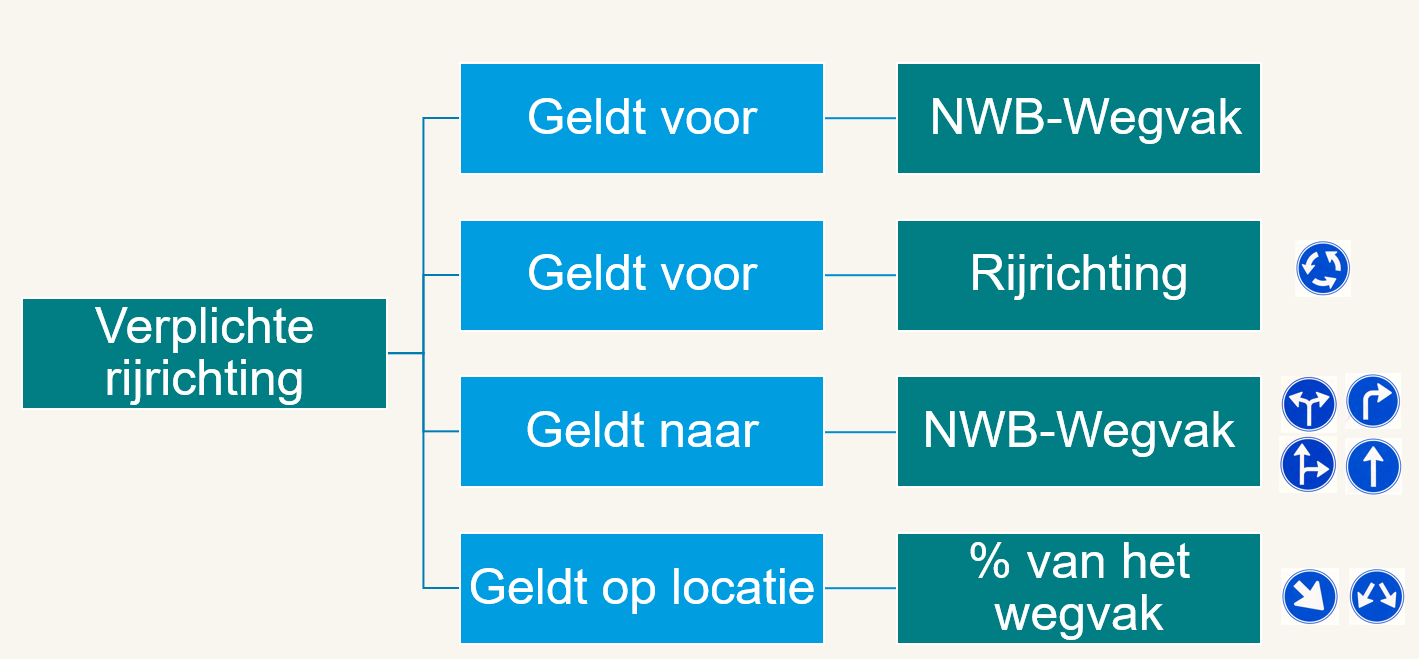 Verplichte
rijrichting
Geldt voor
NWB-Wegvak
Geldt voor
Rijrichting
Geldt naar
NWB-Wegvak
Geldt op locatie
% van het
wegvak